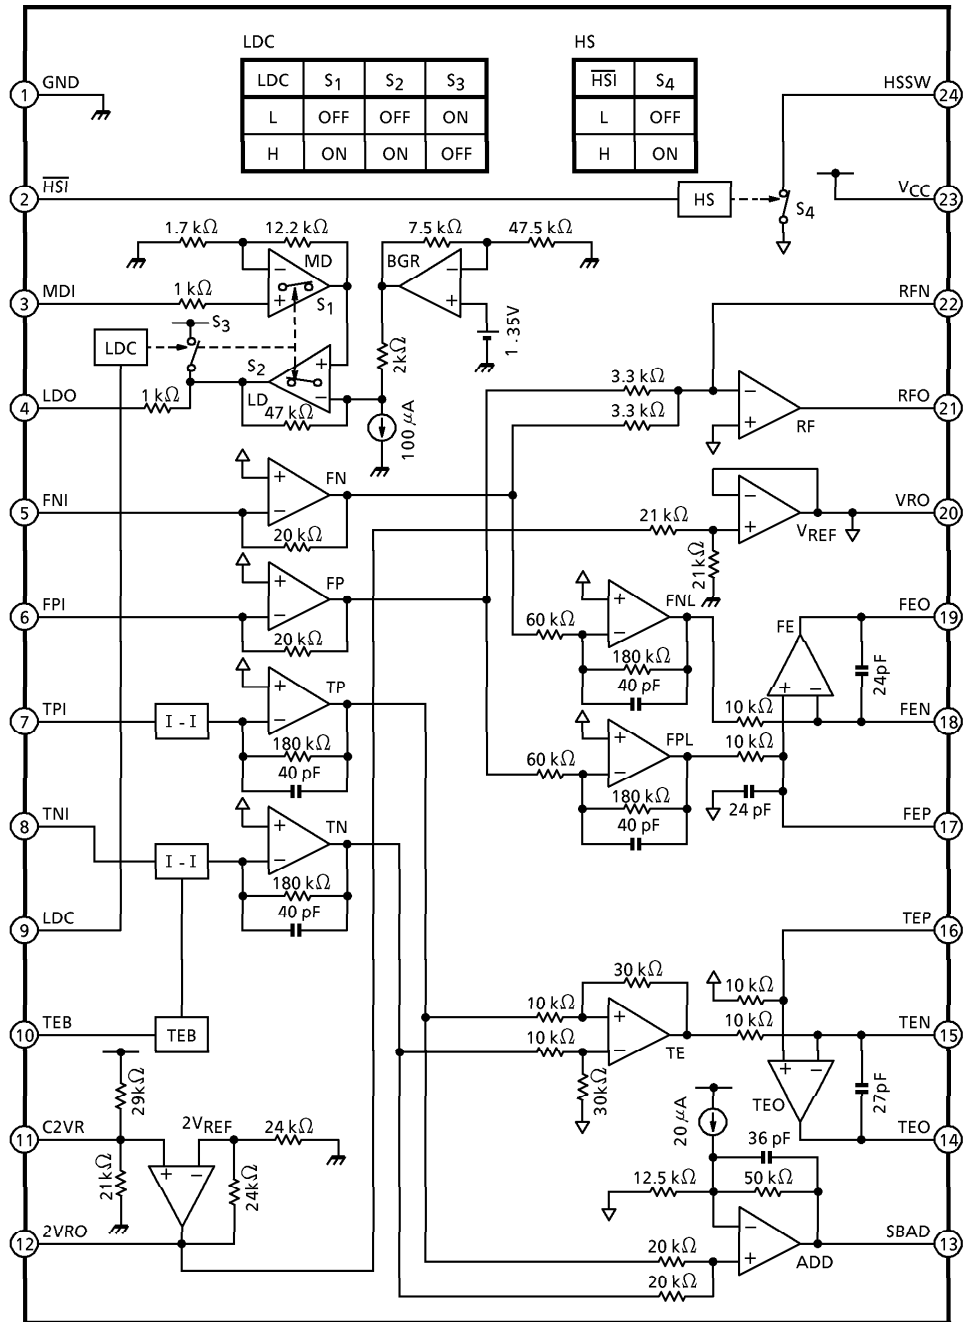 LDC
HS
LDC S1 S2 S3
L OFF OFF ON
H ON ON OFF
HSI S4
L OFF
H ON
1 GND
HSSW 24
2 HSI
HS
S4
VCC 23
1.7 kΩ
12.2 kΩ
7.5 kΩ
47.5 kΩ
MD
BGR
− +
− +
3 MDI
1 kΩ
S1
RFN 22
1.35V
S3
LDC
S2
+ −
LD
2kΩ
4 LDO
1 kΩ
47 kΩ
100 μA
3.3 kΩ
3.3 kΩ
− +
RF
RFO 21
+ −
FN
5 FNI
20 kΩ
21 kΩ
21kΩ
− +
VREF
VRO 20
+ −
FP
6 FPI
20 kΩ
60 kΩ
+ −
FNL
180 kΩ
40 pF
FE
+ −
24pF
FEO 19
+ −
TP
7 TPI
I - I
180 kΩ
40 pF
10 kΩ
FEN 18
10 kΩ
60 kΩ
+ −
FPL
180 kΩ
40 pF
24 pF
FEP 17
8 TNI
+ −
TN
I - I
180 kΩ
40 pF
9 LDC
TEP 16
10 TEB
TEB
10 kΩ
10 kΩ
30 kΩ
+ −
TE
30kΩ
10 kΩ
10 kΩ
TEN 15
+ −
TEO
27pF
TEO 14
29kΩ
11 C2VR
21kΩ
2VREF
24 kΩ
+ −
24kΩ
12 2VRO
20 μA
36 pF
12.5 kΩ
50 kΩ
− +
ADD
SBAD 13
20 kΩ
20 kΩ